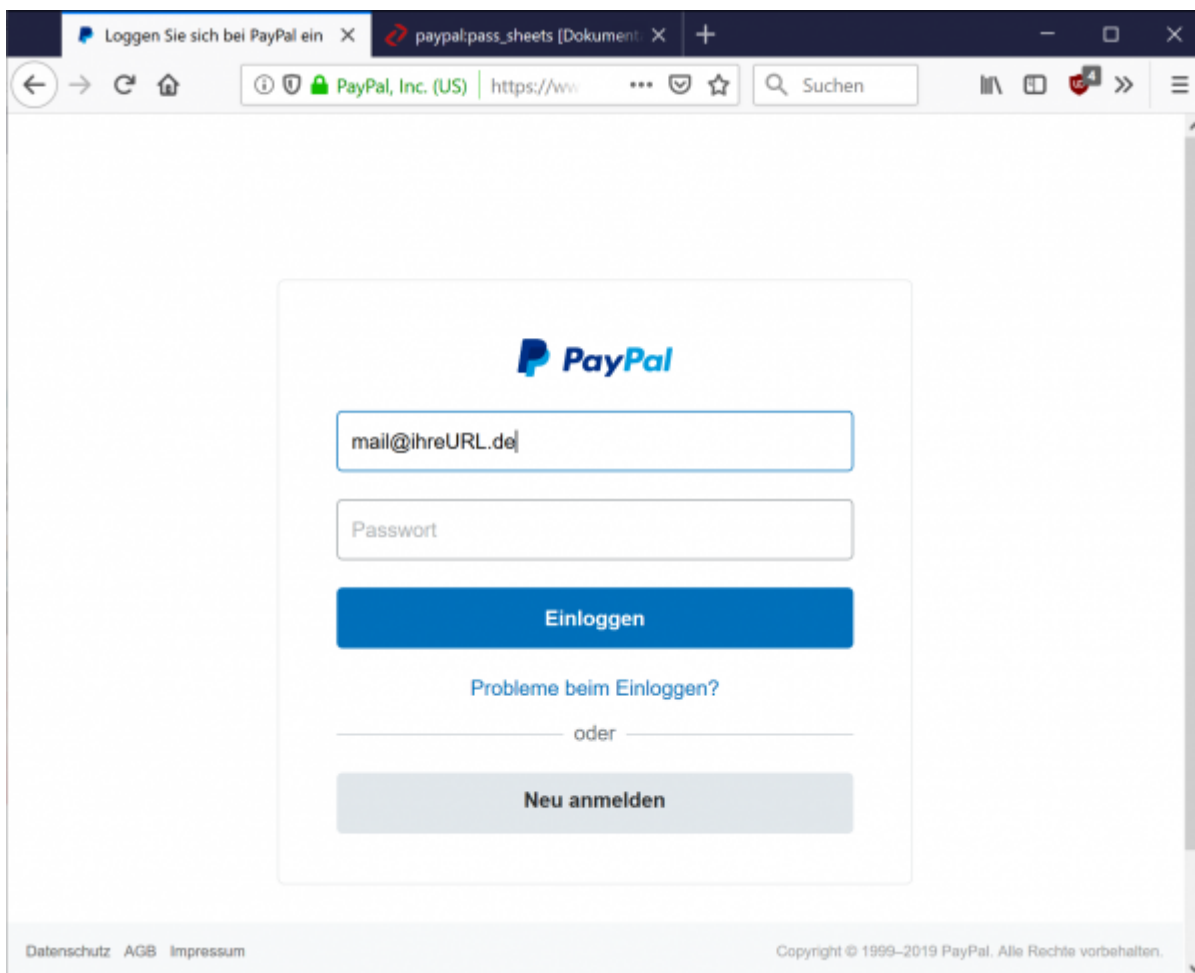 Loggen Sie sich bei PayPal ein
paypal:pass_sheets [Dokument
PayPal, Inc. (US) https://ww
Suchen
4
PayPal
mail@ihreURL.de
Passwort
Einloggen
Probleme beim Einloggen?
oder
Neu anmelden
Datenschutz AGB Impressum
Copyright © 1999–2019 PayPal. Alle Rechte vorbehalten.